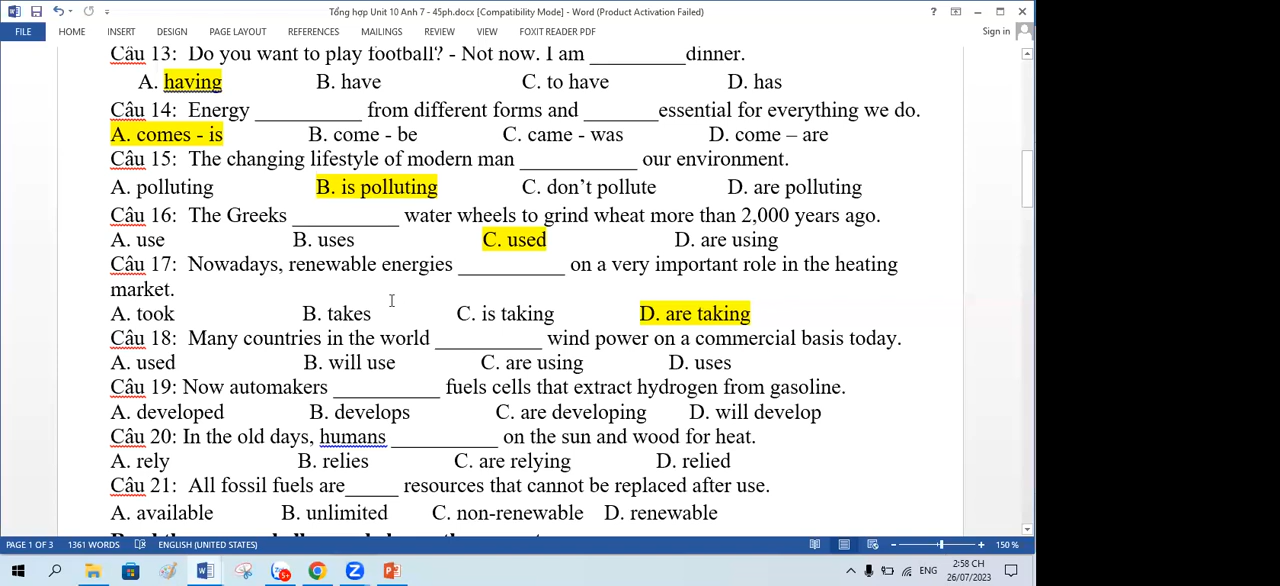 Tổng hợp Unit 10 Anh 7 - 45ph.docx [Compatibility Mode] - Word (Product Activation Failed)
FILE HOME INSERT DESIGN PAGE LAYOUT REFERENCES MAILINGS REVIEW VIEW FOXIT READER PDF Sign in
Câu 13: Do you want to play football? - Not now. I am _________dinner.
A. having B. have C. to have D. has
Câu 14: Energy __________ from different forms and _______essential for everything we do.
A. comes - is B. come - be C. came - was D. come – are
Câu 15: The changing lifestyle of modern man ___________ our environment.
A. polluting B. is polluting C. don’t pollute D. are polluting
Câu 16: The Greeks __________ water wheels to grind wheat more than 2,000 years ago.
A. use B. uses C. used D. are using
Câu 17: Nowadays, renewable energies __________ on a very important role in the heating
market.
A. took B. takes C. is taking D. are taking
Câu 18: Many countries in the world __________ wind power on a commercial basis today.
A. used B. will use C. are using D. uses
Câu 19: Now automakers __________ fuels cells that extract hydrogen from gasoline.
A. developed B. develops C. are developing D. will develop
Câu 20: In the old days, humans __________ on the sun and wood for heat.
A. rely B. relies C. are relying D. relied
Câu 21: All fossil fuels are_____ resources that cannot be replaced after use.
A. available B. unlimited C. non-renewable D. renewable
PAGE 1 OF 3 1361 WORDS ENGLISH (UNITED STATES) 150 %
ENG 2:58 CH
26/07/2023